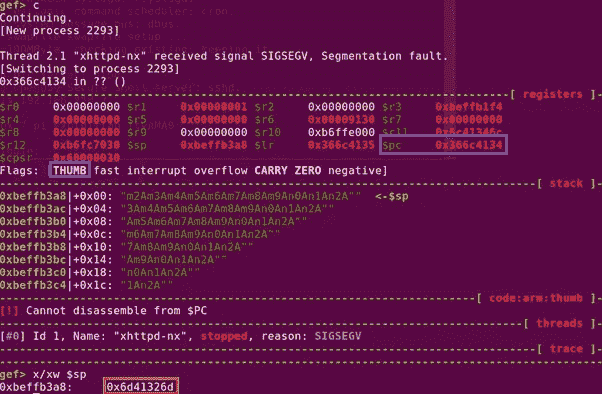 gef> c
Continuing.
[New process 2293]
Thread 2.1 "xhttpd-nx" received signal SIGSEGV, Segmentation fault.
[Switching to process 2293]
0x366c4134 in ?? ()
[ registers ]
$r0 0x00000000 $r1 0x00000001 $r2 0x00000000 $r3 0xbeffb1f4
$r4 0x00000000 $r5 0x00000000 $r6 0x00009130 $r7 0x00000000
$r8 0x00000000 $r9 0x00000000 $r10 0xb6ffe000 $r11 0x6c41346c
$r12 0xb6fc7030 $sp 0xbeffb3a8 $lr 0x366c4135 $pc 0x366c4134
$cpsr 0x60000030
Flags: [THUMB fast interrupt overflow CARRY ZERO negative]
[ stack ]
0xbeffb3a8|+0x00: "m2Am3Am4Am5Am6Am7Am8Am9An0An1An2A"" <-$sp
0xbeffb3ac|+0x04: "3Am4Am5Am6Am7Am8Am9An0An1An2A""
0xbeffb3b0|+0x08: "Am5Am6Am7Am8Am9An0An1An2A""
0xbeffb3b4|+0x0c: "m6Am7Am8Am9An0An1An2A""
0xbeffb3b8|+0x10: "7Am8Am9An0An1An2A""
0xbeffb3bc|+0x14: "Am9An0An1An2A""
0xbeffb3c0|+0x18: "n0An1An2A""
0xbeffb3c4|+0x1c: "1An2A""
[ code:arm:thumb ]
[!] Cannot disassemble from $PC
[ threads ]
[#0] Id 1, Name: "xhttpd-nx", stopped, reason: SIGSEGV
[ trace ]
gef> x/xw $sp
0xbeffb3a8: 0x6d41326d